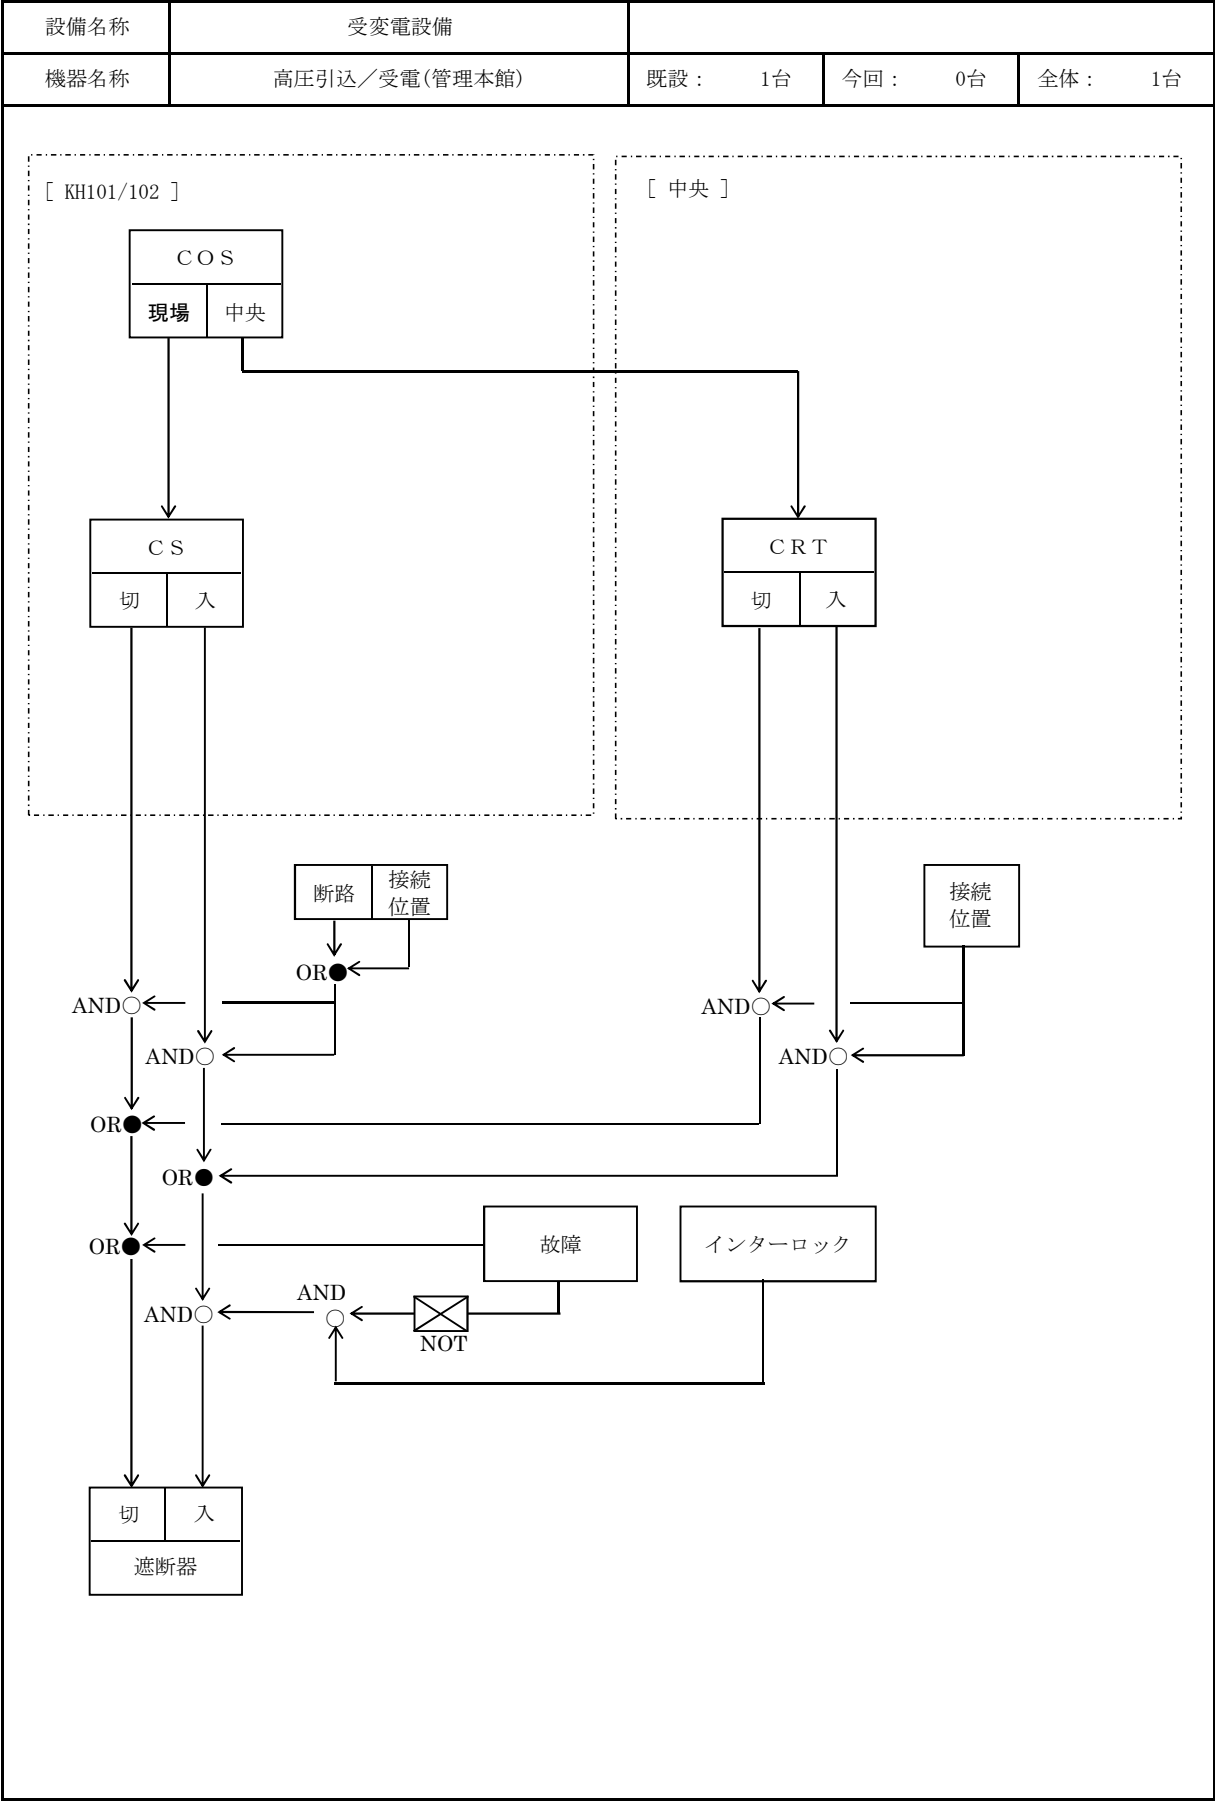 設備名称 受変電設備
機器名称 高圧引込／受電(管理本館) 既設： 1台 今回： 0台 全体： 1台
[ KH101/102 ]
[ 中央 ]
ＣＯＳ
現場 中央
ＣＳ
切 入
ＣＲＴ
切 入
断路
接続
位置
接続
位置
OR
AND
AND
AND
AND
OR
OR
OR
故障
インターロック
AND
AND
NOT
切 入
遮断器